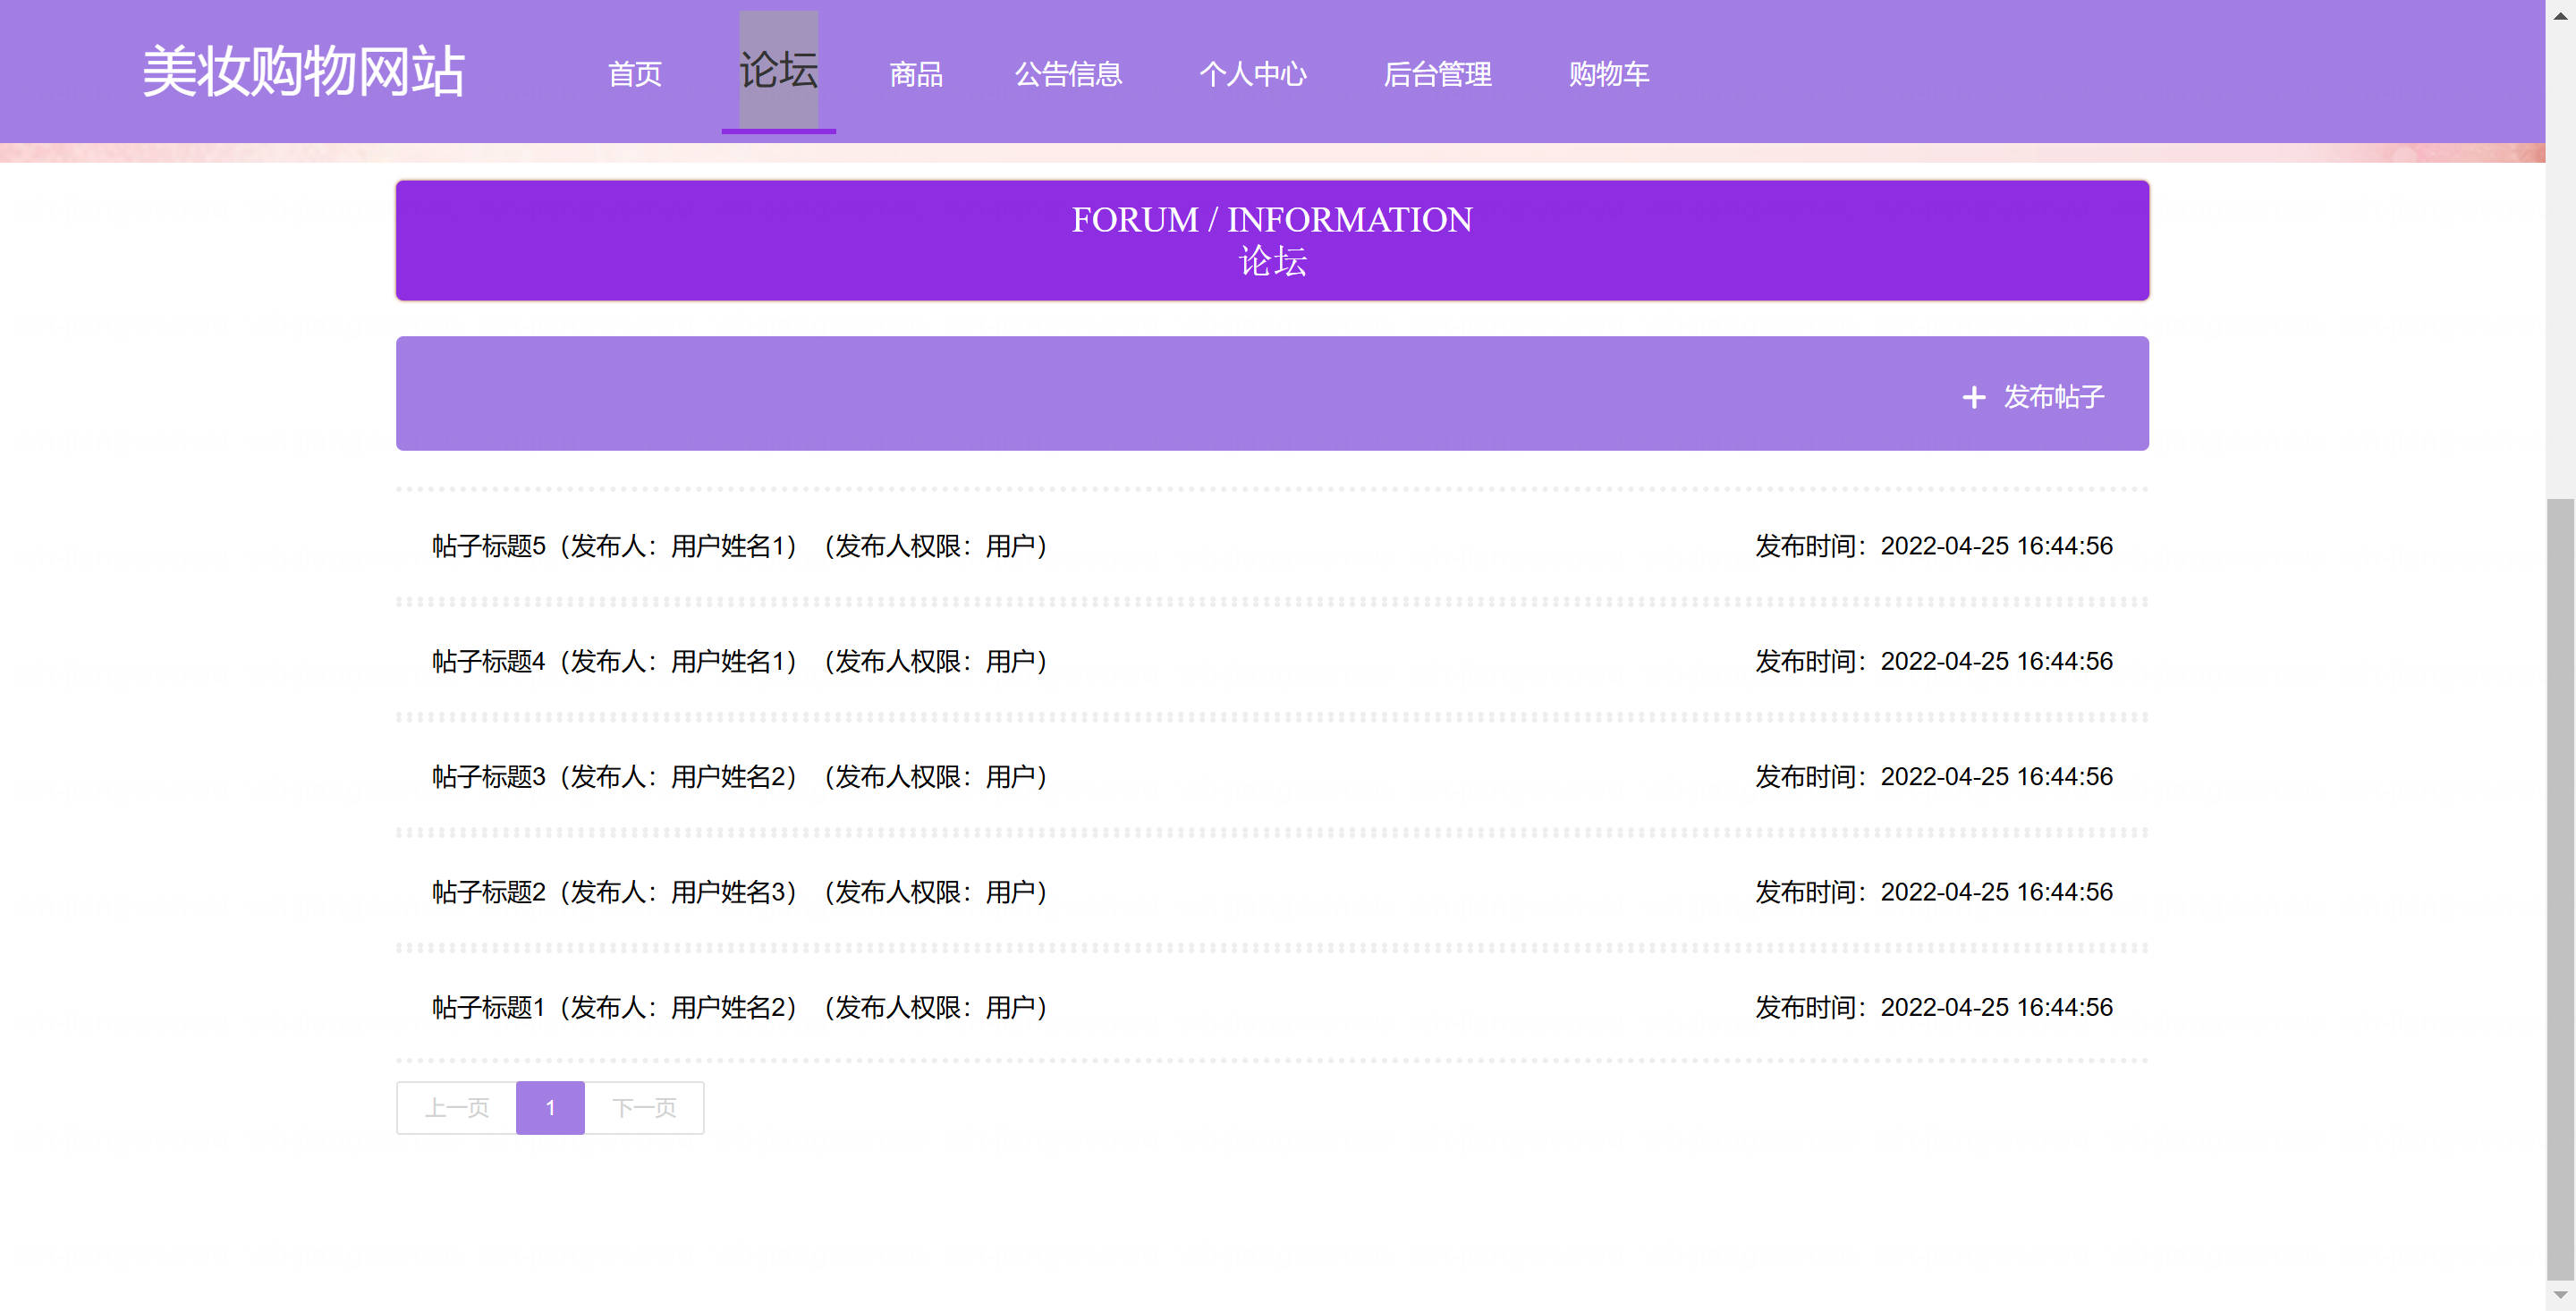 美妆购物网站 首页 论坛 商品 公告信息 个人中心 后台管理 购物车
FORUM / INFORMATION
论坛
+ 发布帖子
帖子标题5（发布人：用户姓名1）（发布人权限：用户） 发布时间：2022-04-25 16:44:56
帖子标题4（发布人：用户姓名1）（发布人权限：用户） 发布时间：2022-04-25 16:44:56
帖子标题3（发布人：用户姓名2）（发布人权限：用户） 发布时间：2022-04-25 16:44:56
帖子标题2（发布人：用户姓名3）（发布人权限：用户） 发布时间：2022-04-25 16:44:56
帖子标题1（发布人：用户姓名2）（发布人权限：用户） 发布时间：2022-04-25 16:44:56
上一页 1 下一页